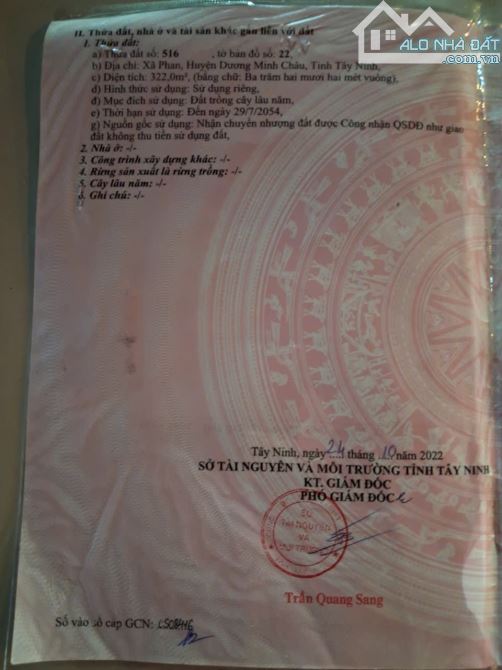 ALO NHÀ ĐẤT
II. Thửa đất, nhà ở và tài sản khác gắn liền với đất
1. Thửa đất:
a) Thửa đất số: 516 , tờ bản đồ số: 22,
b) Địa chỉ: Xã Phan, Huyện Dương Minh Châu, Tỉnh Tây Ninh,
c) Diện tích: 322,0m², (bằng chữ: Ba trăm hai mươi hai mét vuông),
d) Hình thức sử dụng: Sử dụng riêng,
đ) Mục đích sử dụng: Đất trồng cây lâu năm,
e) Thời hạn sử dụng: Đến ngày 29/7/2054,
g) Nguồn gốc sử dụng: Nhận chuyển nhượng đất được Công nhận QSDĐ như giao
đất không thu tiền sử dụng đất,
2. Nhà ở: -/-
3. Công trình xây dựng khác: -/-
4. Rừng sản xuất là rừng trồng: -/-
5. Cây lâu năm: -/-
6. Ghi chú: -/-
Tây Ninh, ngày 24 tháng 10 năm 2022
SỞ TÀI NGUYÊN VÀ MÔI TRƯỜNG TỈNH TÂY NINH
KT. GIÁM ĐỐC
PHÓ GIÁM ĐỐC
SỞ
TÀI NGUYÊN
VÀ
MÔI TRƯỜNG
Trần Quang Sang
Số vào sổ cấp GCN: